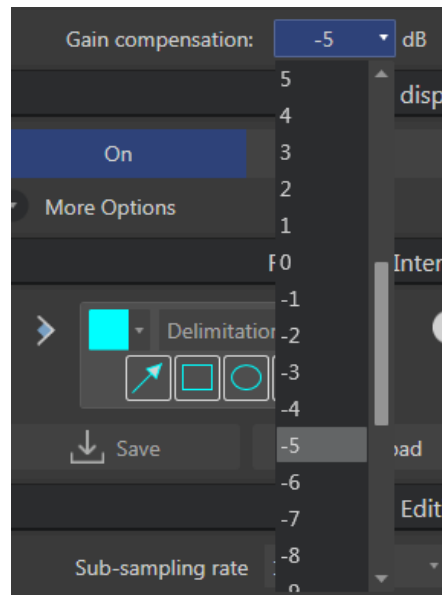 Gain compensation: -5 dB
5
disp
4
On 3
2
More Options
1
0 Inter
-1
Delimitation -2
-3
-4
Save -5 oad
-6
-7 Edit
-8
Sub-sampling rate
-9